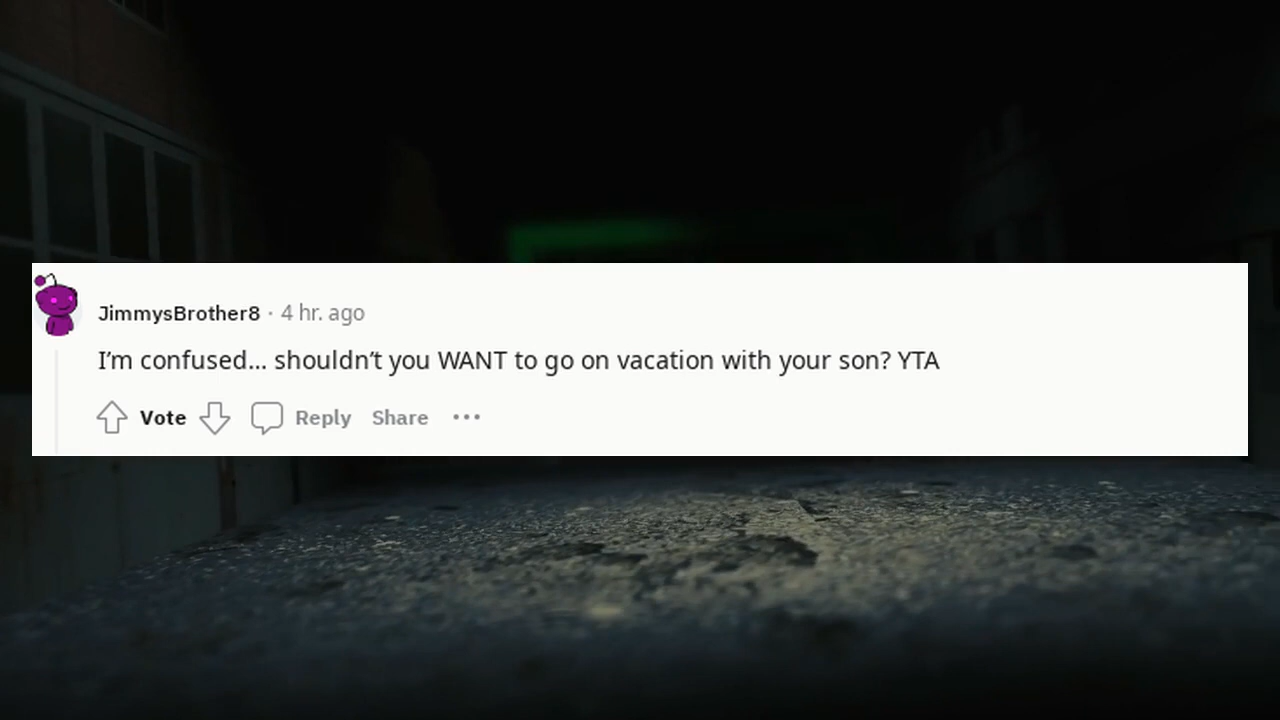 JimmysBrother8 · 4 hr. ago
I’m confused... shouldn’t you WANT to go on vacation with your son? YTA
Vote Reply Share